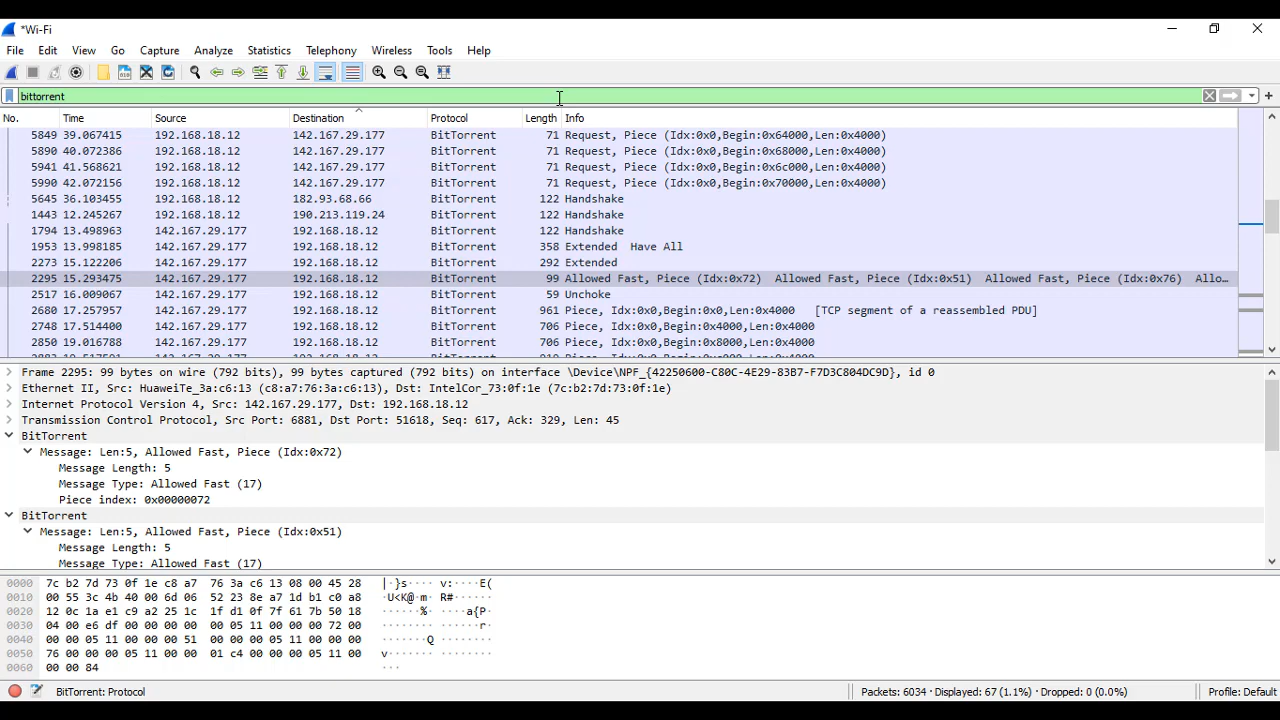 *Wi-Fi
File Edit View Go Capture Analyze Statistics Telephony Wireless Tools Help
bittorrent
No. Time Source Destination Protocol Length Info
5849 39.067415 192.168.18.12 142.167.29.177 BitTorrent 71 Request, Piece (Idx:0x0,Begin:0x64000,Len:0x4000)
5890 40.072386 192.168.18.12 142.167.29.177 BitTorrent 71 Request, Piece (Idx:0x0,Begin:0x68000,Len:0x4000)
5941 41.568621 192.168.18.12 142.167.29.177 BitTorrent 71 Request, Piece (Idx:0x0,Begin:0x6c000,Len:0x4000)
5990 42.072156 192.168.18.12 142.167.29.177 BitTorrent 71 Request, Piece (Idx:0x0,Begin:0x70000,Len:0x4000)
5645 36.103455 192.168.18.12 182.93.68.66 BitTorrent 122 Handshake
1443 12.245267 192.168.18.12 190.213.119.24 BitTorrent 122 Handshake
1794 13.498963 142.167.29.177 192.168.18.12 BitTorrent 122 Handshake
1953 13.998185 142.167.29.177 192.168.18.12 BitTorrent 358 Extended Have All
2273 15.122206 142.167.29.177 192.168.18.12 BitTorrent 292 Extended
2295 15.293475 142.167.29.177 192.168.18.12 BitTorrent 99 Allowed Fast, Piece (Idx:0x72) Allowed Fast, Piece (Idx:0x51) Allowed Fast, Piece (Idx:0x76) Allo…
2517 16.009067 142.167.29.177 192.168.18.12 BitTorrent 59 Unchoke
2680 17.257957 142.167.29.177 192.168.18.12 BitTorrent 961 Piece, Idx:0x0,Begin:0x0,Len:0x4000 [TCP segment of a reassembled PDU]
2748 17.514400 142.167.29.177 192.168.18.12 BitTorrent 706 Piece, Idx:0x0,Begin:0x4000,Len:0x4000
2850 19.016788 142.167.29.177 192.168.18.12 BitTorrent 706 Piece, Idx:0x0,Begin:0x8000,Len:0x4000
Frame 2295: 99 bytes on wire (792 bits), 99 bytes captured (792 bits) on interface \Device\NPF_{42250600-C80C-4E29-83B7-F7D3C804DC9D}, id 0
Ethernet II, Src: HuaweiTe_3a:c6:13 (c8:a7:76:3a:c6:13), Dst: IntelCor_73:0f:1e (7c:b2:7d:73:0f:1e)
Internet Protocol Version 4, Src: 142.167.29.177, Dst: 192.168.18.12
Transmission Control Protocol, Src Port: 6881, Dst Port: 51618, Seq: 617, Ack: 329, Len: 45
BitTorrent
Message: Len:5, Allowed Fast, Piece (Idx:0x72)
Message Length: 5
Message Type: Allowed Fast (17)
Piece index: 0x00000072
BitTorrent
Message: Len:5, Allowed Fast, Piece (Idx:0x51)
Message Length: 5
Message Type: Allowed Fast (17)
0000 7c b2 7d 73 0f 1e c8 a7 76 3a c6 13 08 00 45 28 |·}s···· v:····E(
0010 00 55 3c 4b 40 00 6d 06 52 23 8e a7 1d b1 c0 a8 ·U<K@·m· R#······
0020 12 0c 1a e1 c9 a2 25 1c 1f d1 0f 7f 61 7b 50 18 ······%· ····a{P·
0030 04 00 e6 df 00 00 00 00 00 05 11 00 00 00 72 00 ········ ······r·
0040 00 00 05 11 00 00 00 51 00 00 00 05 11 00 00 00 ·······Q ········
0050 76 00 00 00 05 11 00 00 01 c4 00 00 00 05 11 00 v······· ········
0060 00 00 84 ···
BitTorrent: Protocol Packets: 6034 · Displayed: 67 (1.1%) · Dropped: 0 (0.0%) Profile: Default